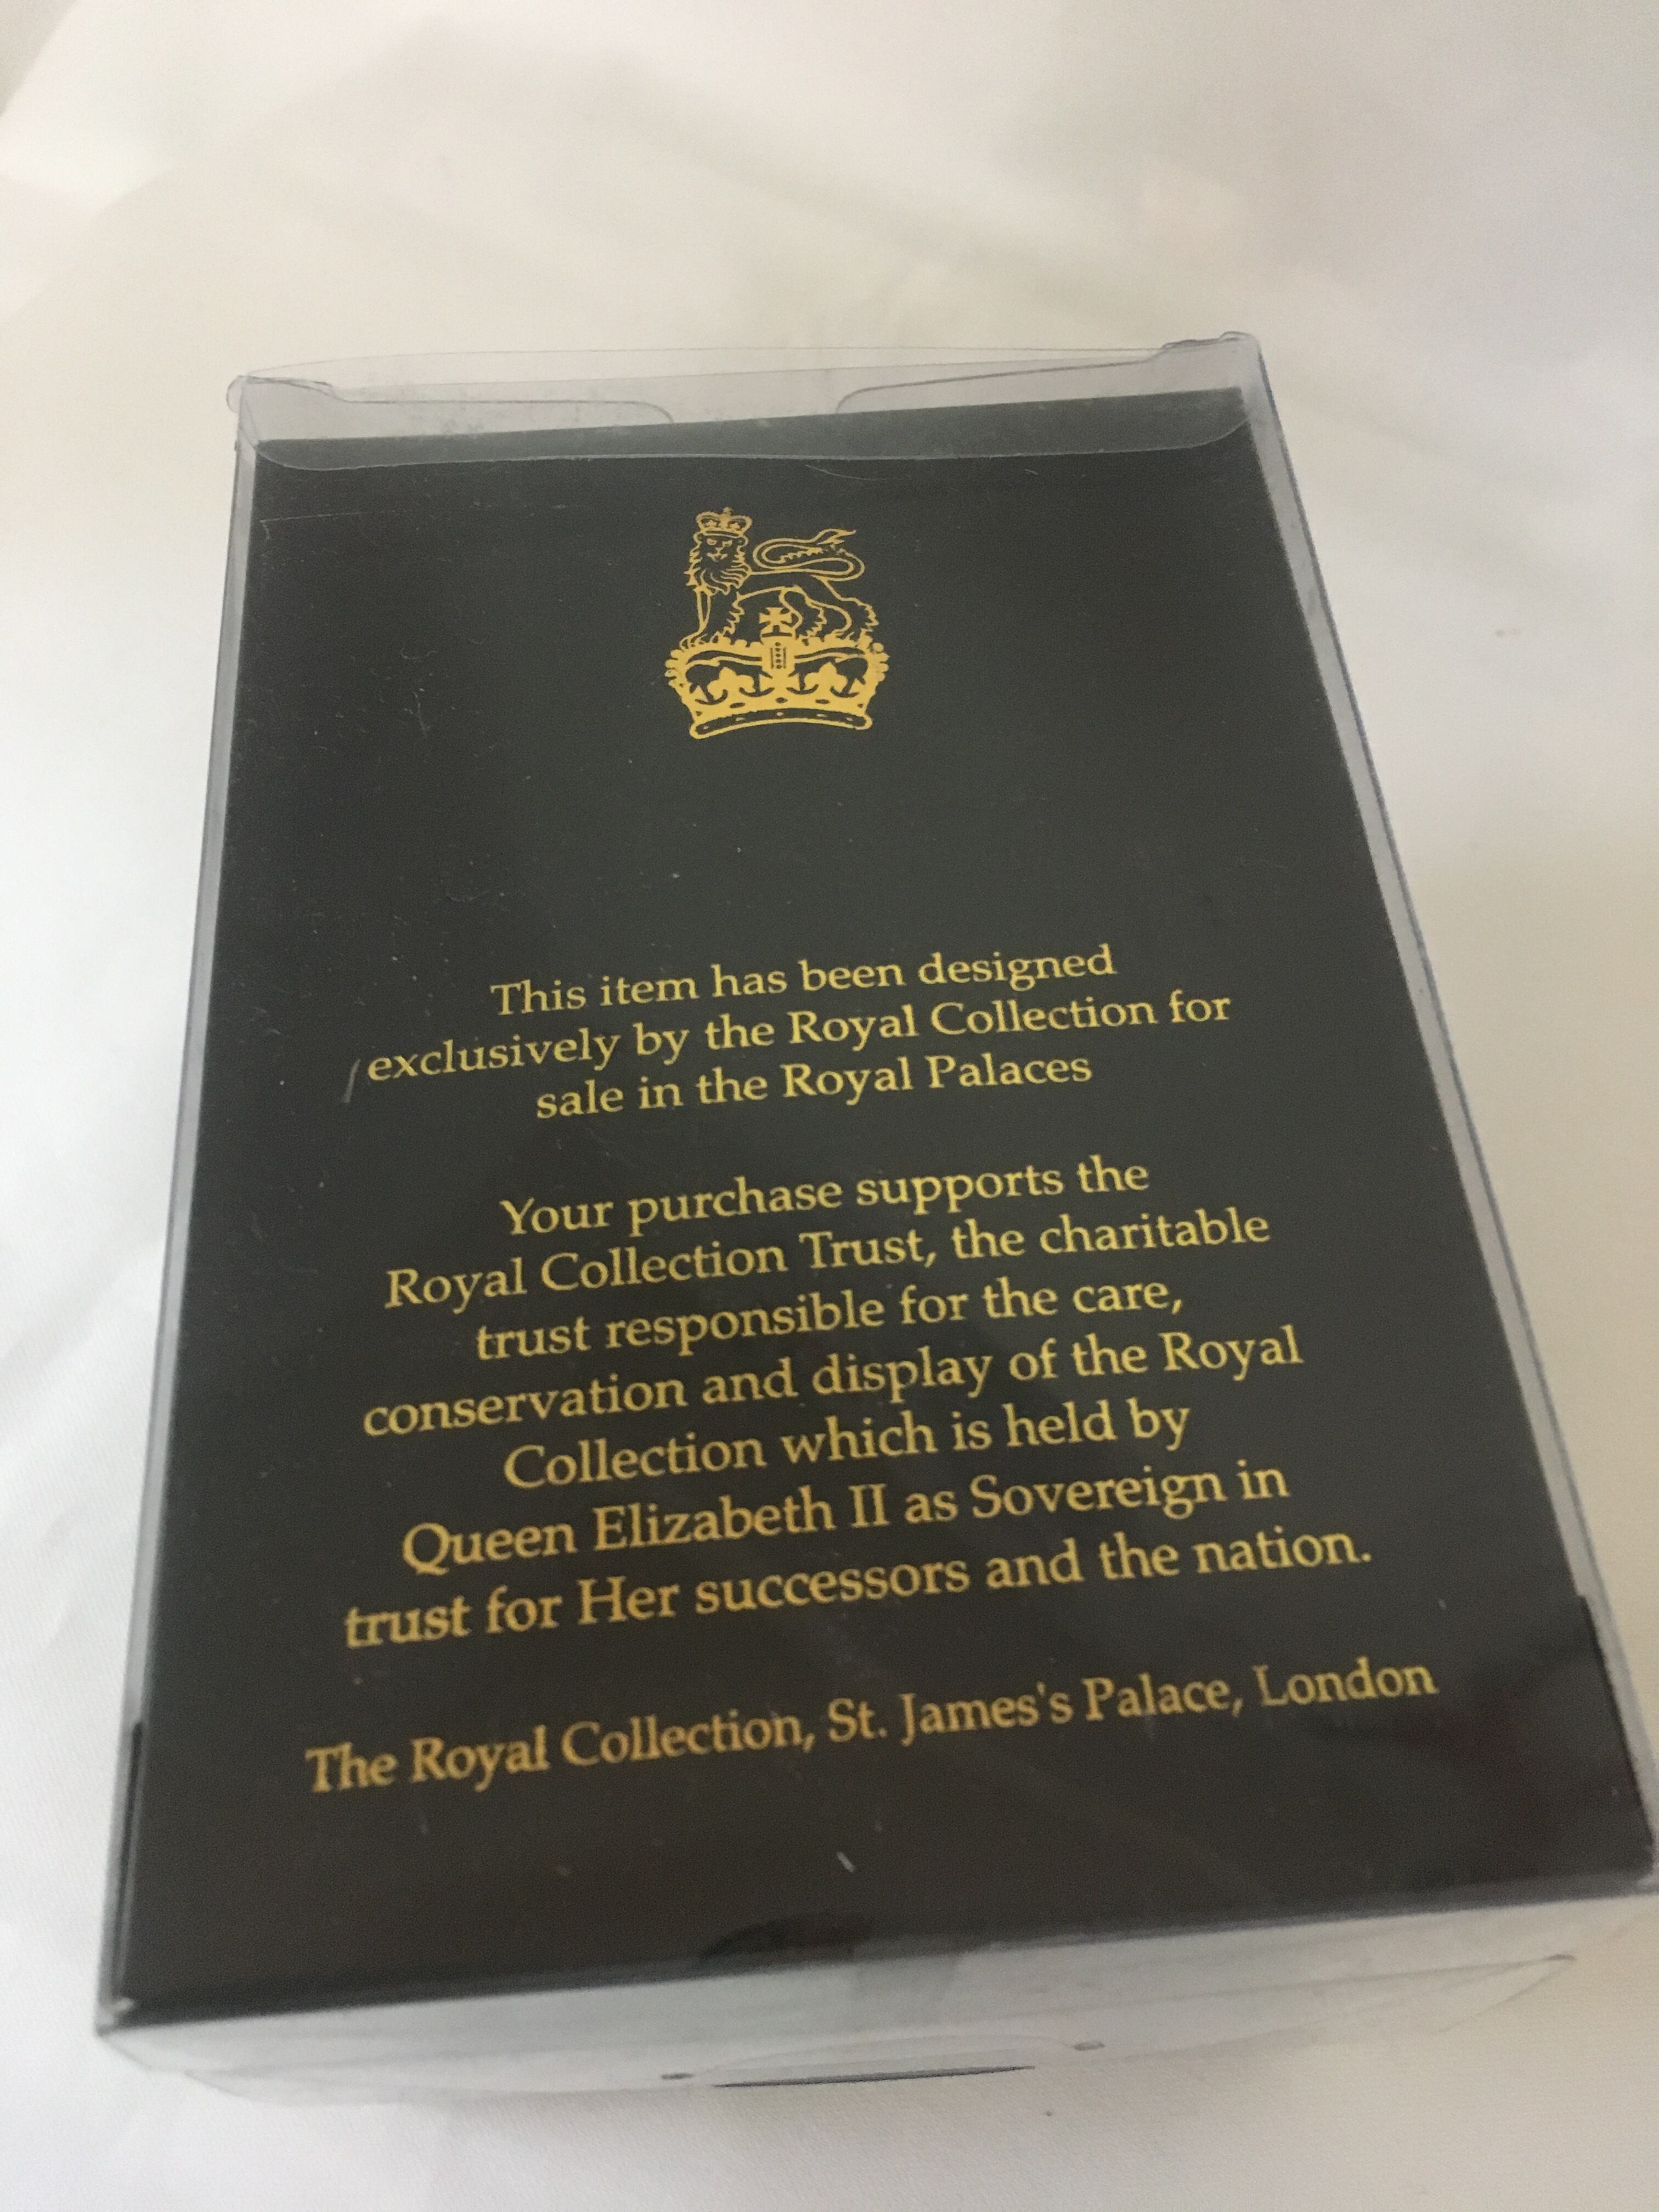 This item has been designed
exclusively by the Royal Collection for
sale in the Royal Palaces
Your purchase supports the
Royal Collection Trust, the charitable
trust responsible for the care,
conservation and display of the Royal
Collection which is held by
Queen Elizabeth II as Sovereign in
trust for Her successors and the nation.
The Royal Collection, St. James's Palace, London